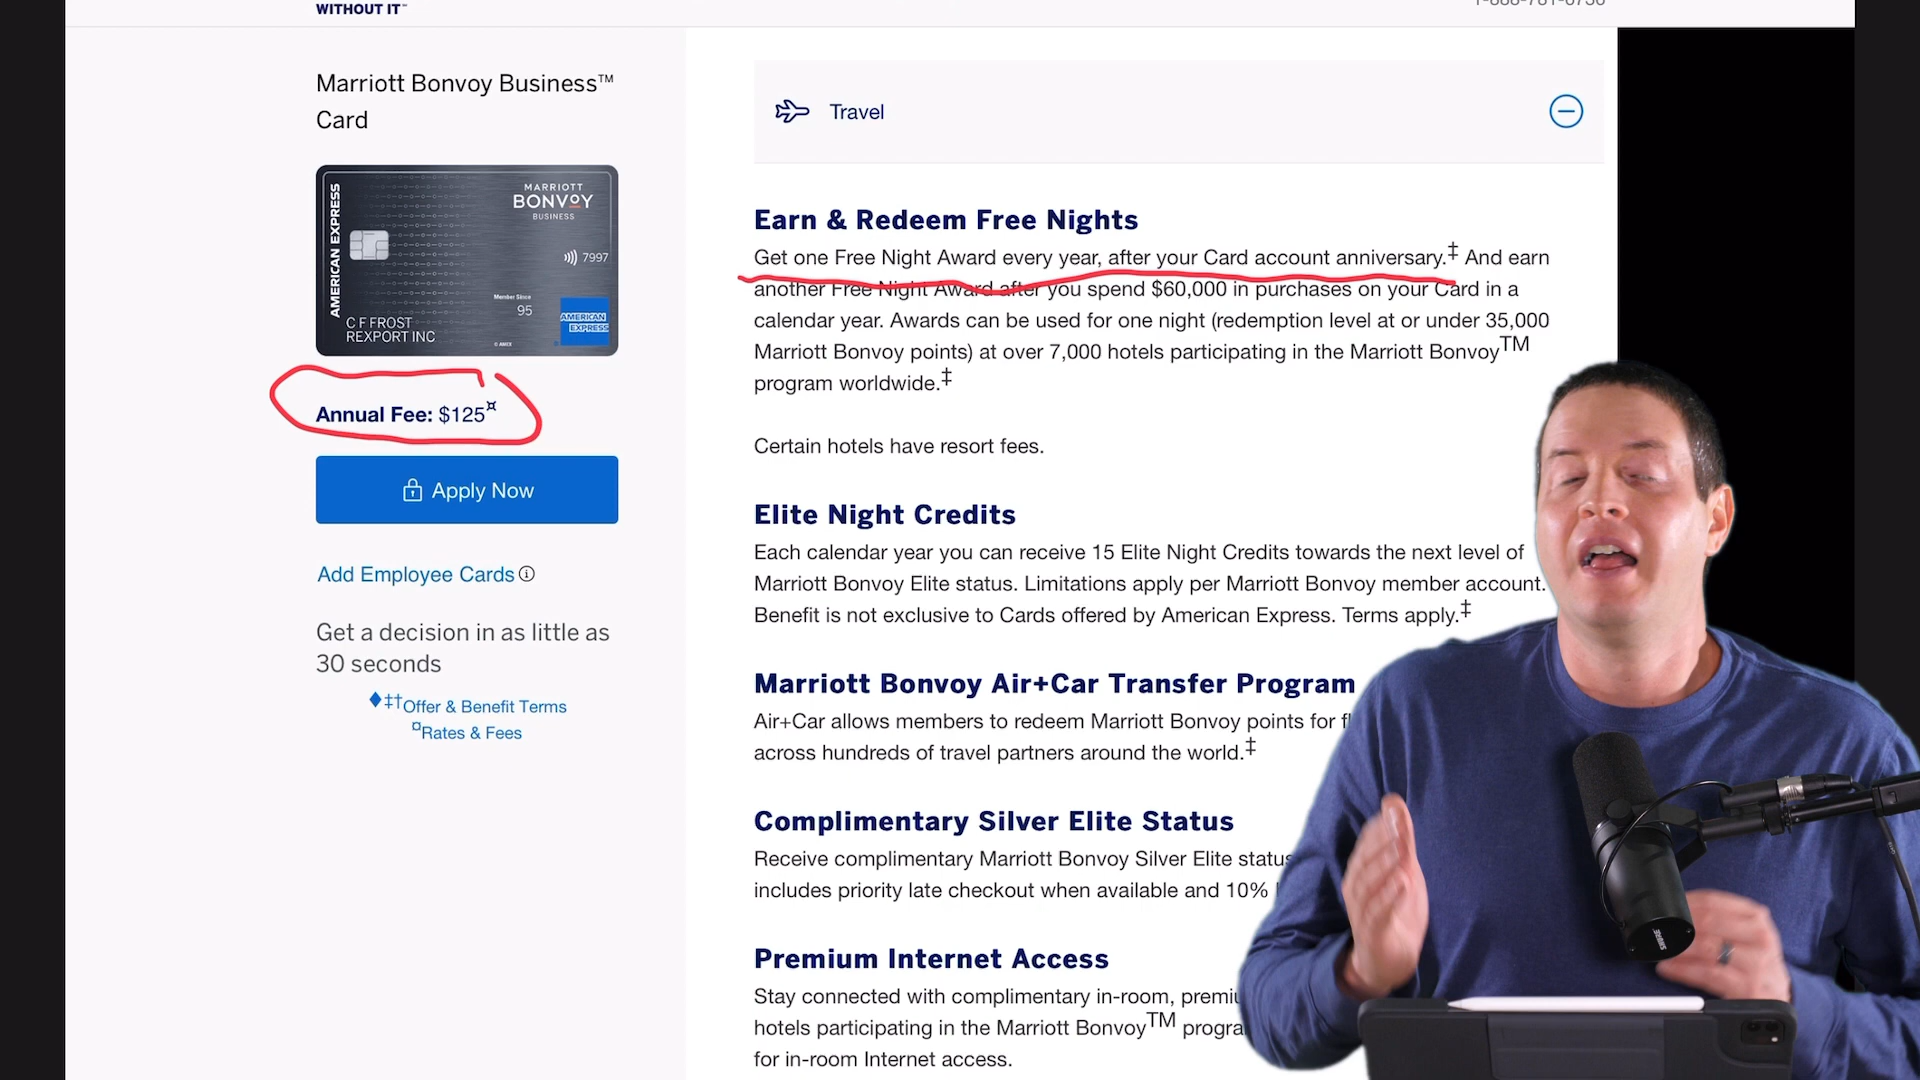 WITHOUT IT
Marriott Bonvoy Business™
Card
AMERICAN EXPRESS
MARRIOTT
BONVOY
BUSINESS
7997
Member Since
95
AMERICAN
EXPRESS
C F FROST
REXPORT INC
© AMEX
Annual Fee: $125¤
Apply Now
Add Employee Cards ⓘ
Get a decision in as little as
30 seconds
♦‡†Offer & Benefit Terms
¤Rates & Fees
Travel
Earn & Redeem Free Nights
Get one Free Night Award every year, after your Card account anniversary.‡ And earn
another Free Night Award after you spend $60,000 in purchases on your Card in a
calendar year. Awards can be used for one night (redemption level at or under 35,000
Marriott Bonvoy points) at over 7,000 hotels participating in the Marriott Bonvoy™
program worldwide.‡
Certain hotels have resort fees.
Elite Night Credits
Each calendar year you can receive 15 Elite Night Credits towards the next level of
Marriott Bonvoy Elite status. Limitations apply per Marriott Bonvoy member account.
Benefit is not exclusive to Cards offered by American Express. Terms apply.‡
Marriott Bonvoy Air+Car Transfer Program
Air+Car allows members to redeem Marriott Bonvoy points for
across hundreds of travel partners around the world.‡
Complimentary Silver Elite Status
Receive complimentary Marriott Bonvoy Silver Elite status
includes priority late checkout when available and 10%
Premium Internet Access
Stay connected with complimentary in-room,
hotels participating in the Marriott Bonvoy™
for in-room Internet access.
SHURE